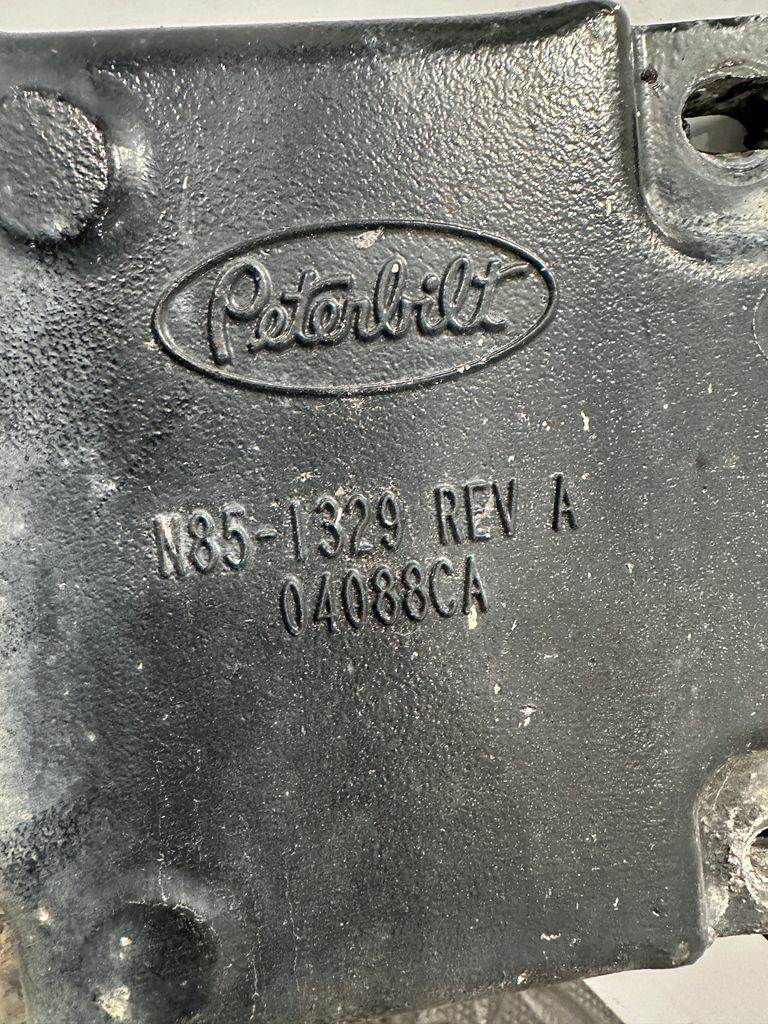 Peterbilt
N85-1329 REV A
04088CA